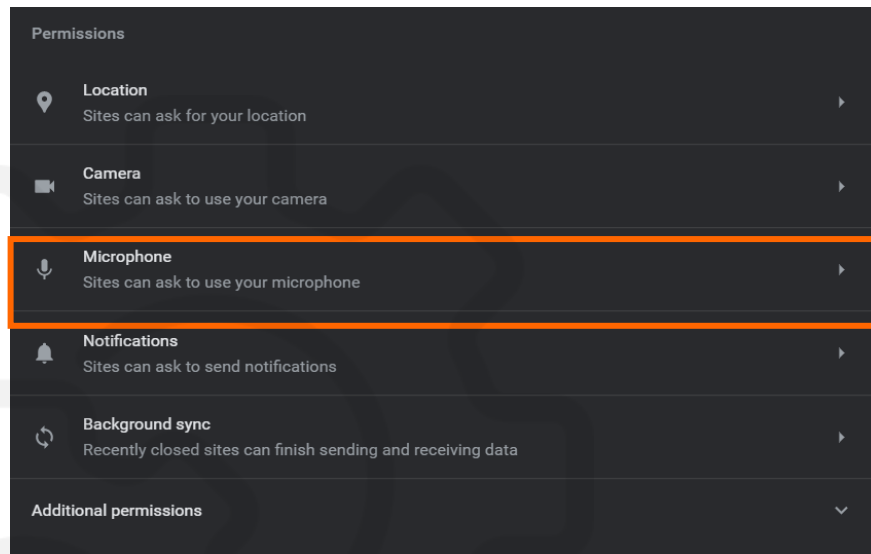 Permissions
Location
Sites can ask for your location
Camera
Sites can ask to use your camera
Microphone
Sites can ask to use your microphone
Notifications
Sites can ask to send notifications
Background sync
Recently closed sites can finish sending and receiving data
Additional permissions